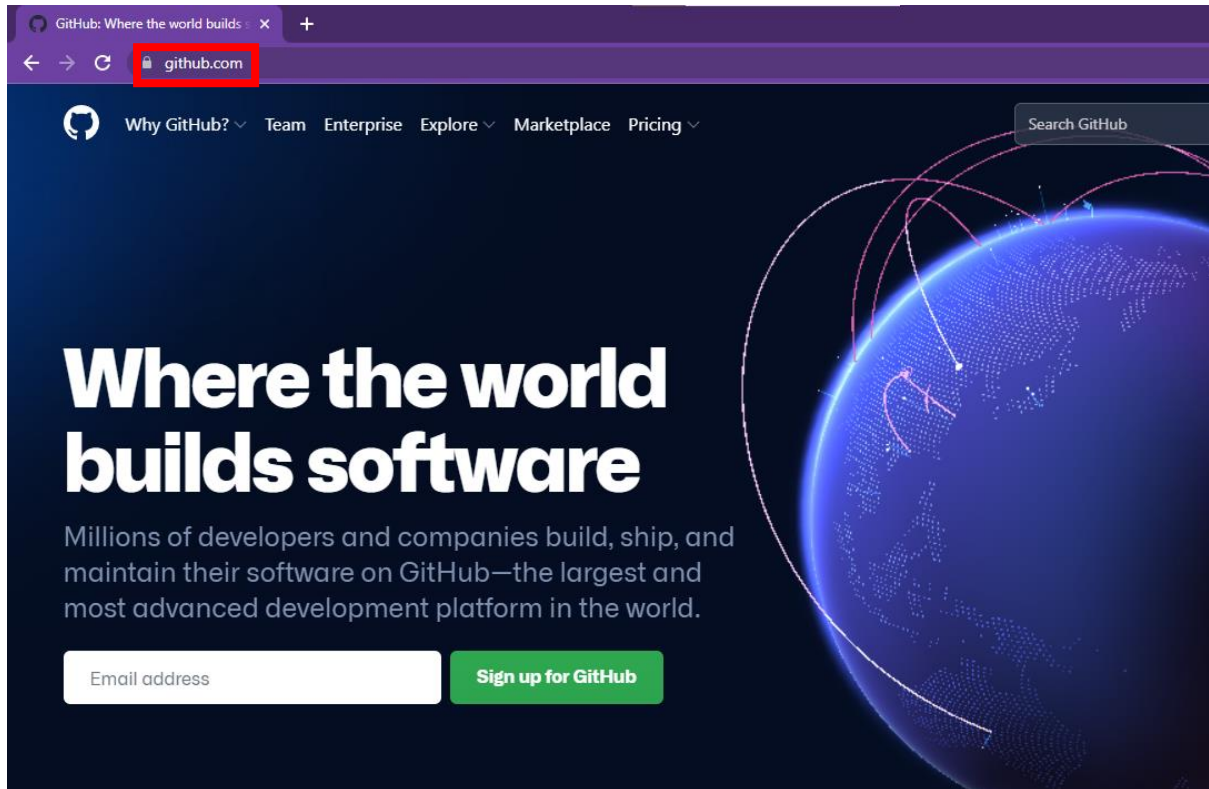 GitHub: Where the world builds s
github.com
Why GitHub? Team Enterprise Explore Marketplace Pricing
Search GitHub
Where the world
builds software
Millions of developers and companies build, ship, and
maintain their software on GitHub—the largest and
most advanced development platform in the world.
Email address
Sign up for GitHub